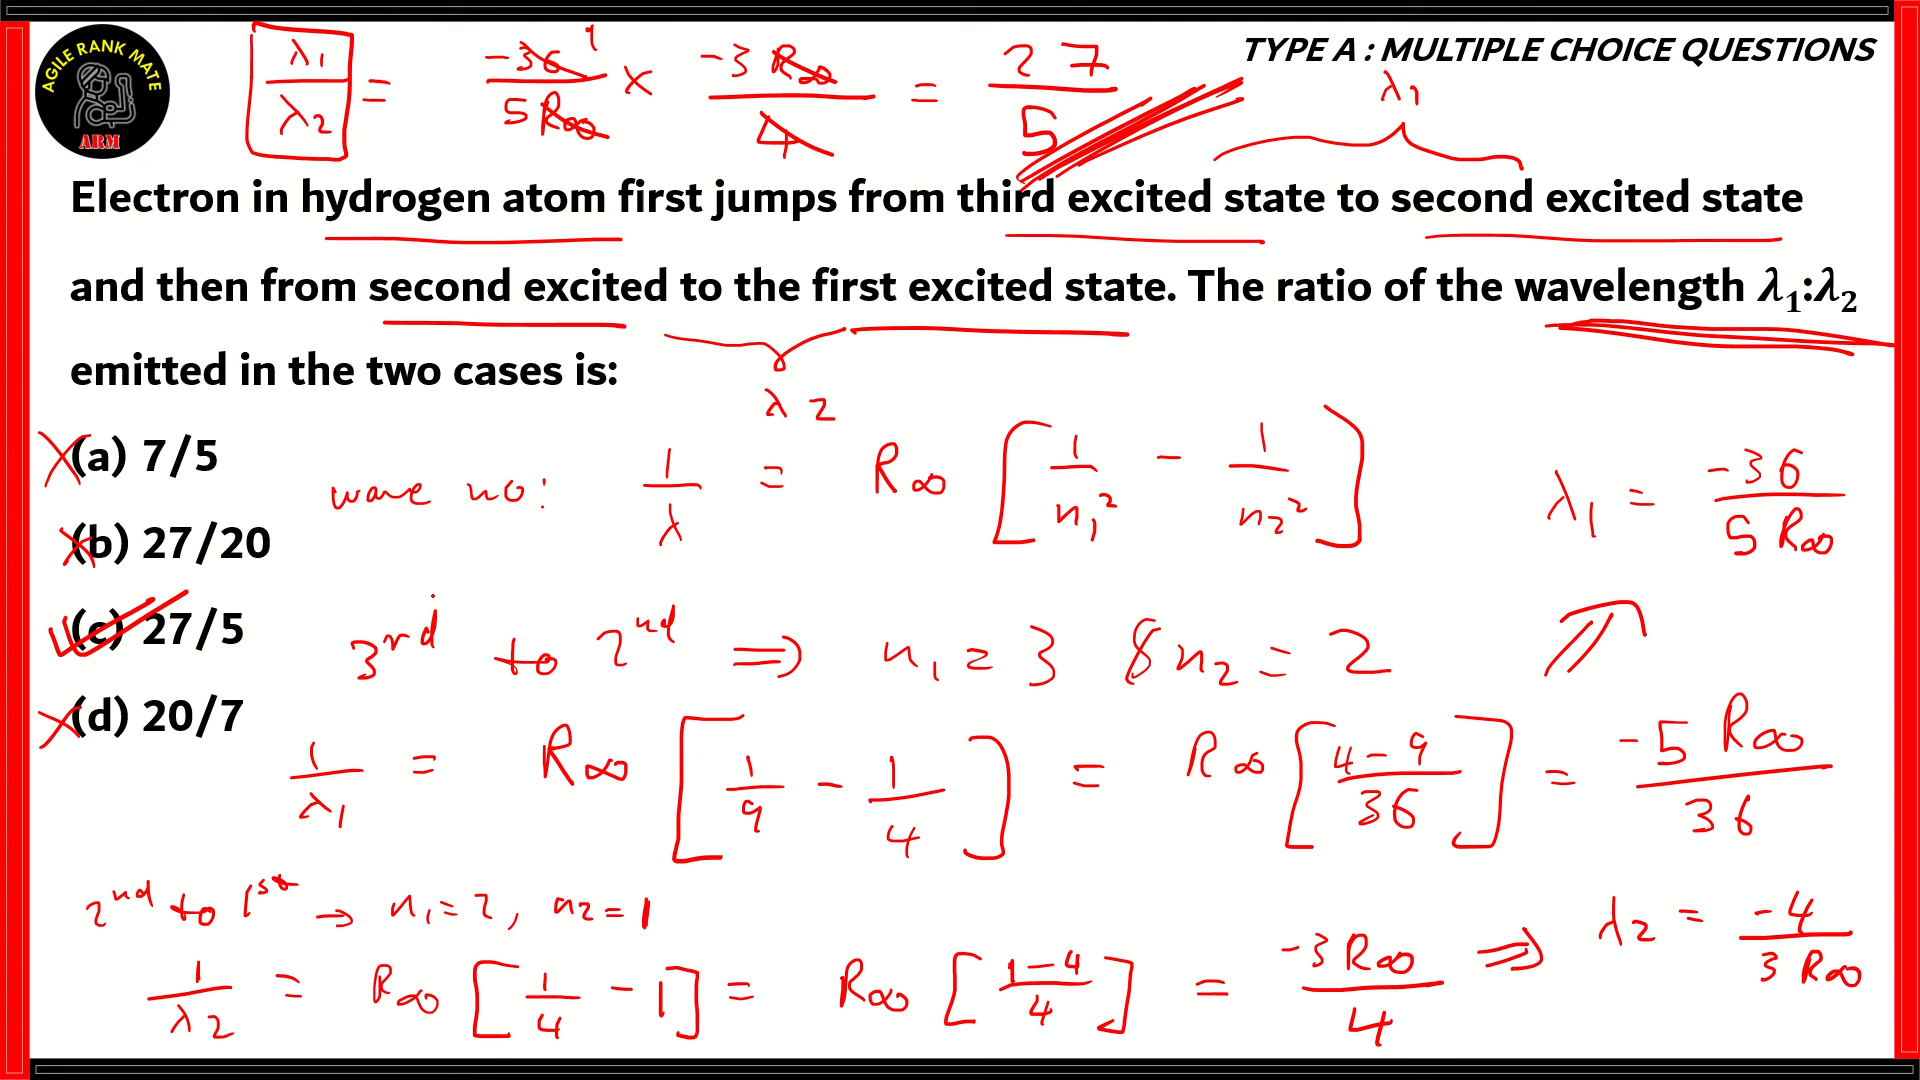 AGILE RANK MATE
ARM
TYPE A : MULTIPLE CHOICE QUESTIONS
λ1/λ2 = -36/5R∞ × -3R∞/4 = 27/5
9
λ1
Electron in hydrogen atom first jumps from third excited state to second excited state
and then from second excited to the first excited state. The ratio of the wavelength λ1:λ2
emitted in the two cases is:
λ2
(a) 7/5
wave no: 1/λ = R∞ [1/n1² - 1/n2²]
λ1 = -36/5R∞
(b) 27/20
(c) 27/5
3rd to 2nd ⇒ n1 = 3 & n2 = 2
(d) 20/7
1/λ1 = R∞ [1/9 - 1/4] = R∞ [4-9/36] = -5R∞/36
2nd to 1st → n1 = 2, n2 = 1
1/λ2 = R∞ [1/4 - 1] = R∞ [1-4/4] = -3R∞/4 ⇒ λ2 = -4/3R∞